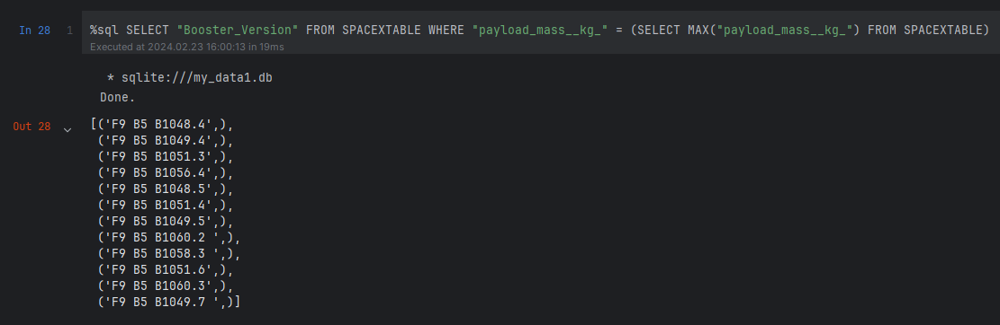 In 28 1 %sql SELECT "Booster_Version" FROM SPACEXTABLE WHERE "payload_mass__kg_" = (SELECT MAX("payload_mass__kg_") FROM SPACEXTABLE)
Executed at 2024.02.23 16:00:13 in 19ms
* sqlite:///my_data1.db
Done.
Out 28 [('F9 B5 B1048.4',),
('F9 B5 B1049.4',),
('F9 B5 B1051.3',),
('F9 B5 B1056.4',),
('F9 B5 B1048.5',),
('F9 B5 B1051.4',),
('F9 B5 B1049.5',),
('F9 B5 B1060.2 ',),
('F9 B5 B1058.3 ',),
('F9 B5 B1051.6',),
('F9 B5 B1060.3',),
('F9 B5 B1049.7 ',)]